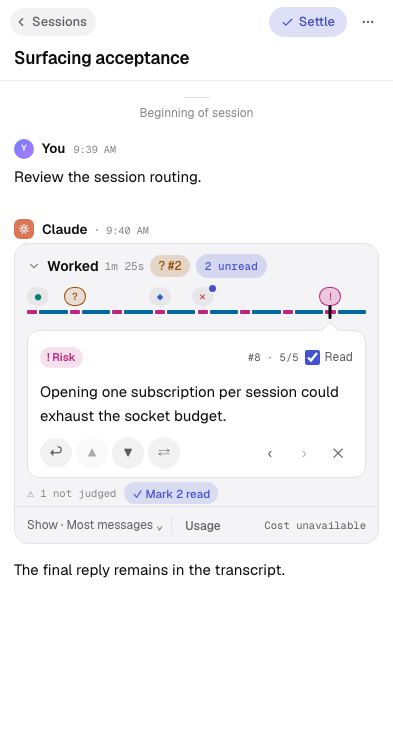 Sessions
Settle
Surfacing acceptance
Beginning of session
Y You 9:39 AM
Review the session routing.
Claude · 9:40 AM
Worked 1m 25s ? #2 2 unread
? !
! Risk #8 · 5/5 Read
Opening one subscription per session could
exhaust the socket budget.
⚠ 1 not judged ✓ Mark 2 read
Show · Most messages Usage Cost unavailable
The final reply remains in the transcript.